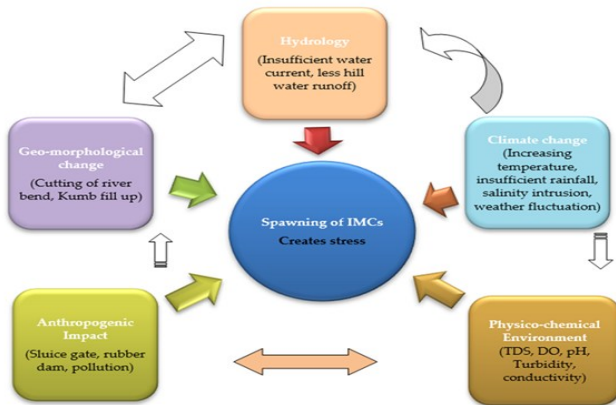 Hydrology
(Insufficient water
current, less hill
water runoff)
Geo-morphological
change
(Cutting of river
bend, Kumb fill up)
Climate change
(Increasing
temperature,
insufficient rainfall,
salinity intrusion,
weather fluctuation)
Spawning of IMCs
Creates stress
Anthropogenic
Impact
(Sluice gate, rubber
dam, pollution)
Physico-chemical
Environment
(TDS, DO, pH,
Turbidity,
conductivity)